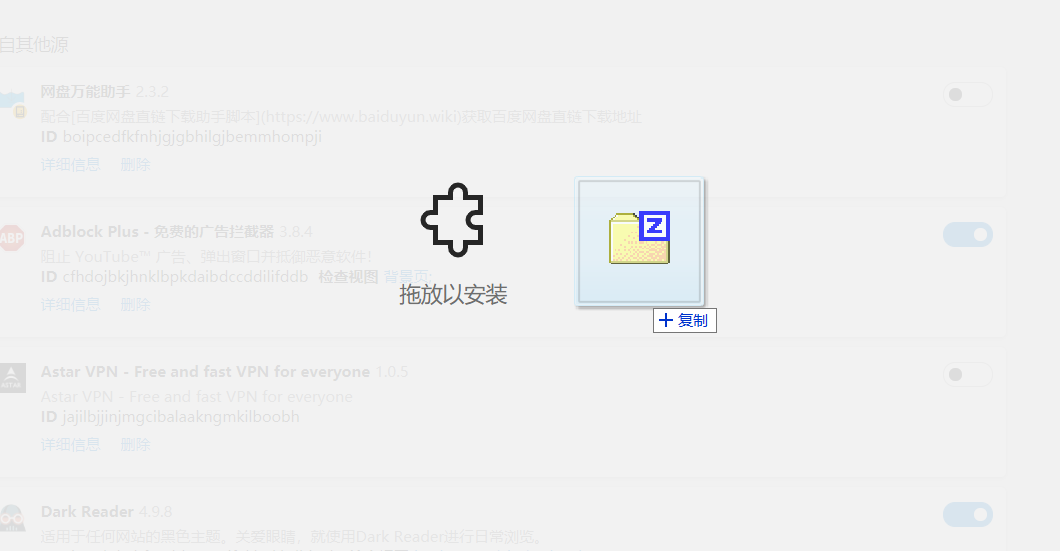 自其他源
网盘万能助手 2.3.2
配合[百度网盘直链下载助手脚本](https://www.baiduyun.wiki)获取百度网盘直链下载地址
ID boipcedfkfnhjgjgbhilgjbemmhompji
详细信息 删除
ABP
Adblock Plus - 免费的广告拦截器 3.8.4
阻止 YouTube™ 广告，弹出窗口并抵御恶意软件！
ID cfhdojbkjhnklbpkdaibdccddilifddb 检查视图 背景页:
详细信息 删除
拖放以安装
Z
复制
ASTAR
Astar VPN - Free and fast VPN for everyone 1.0.5
Astar VPN - Free and fast VPN for everyone
ID jajilbjjinjmgcibalaakngmkilboobh
详细信息 删除
Dark Reader 4.9.8
适用于任何网站的黑色主题。关爱眼睛，就使用Dark Reader进行日常浏览。